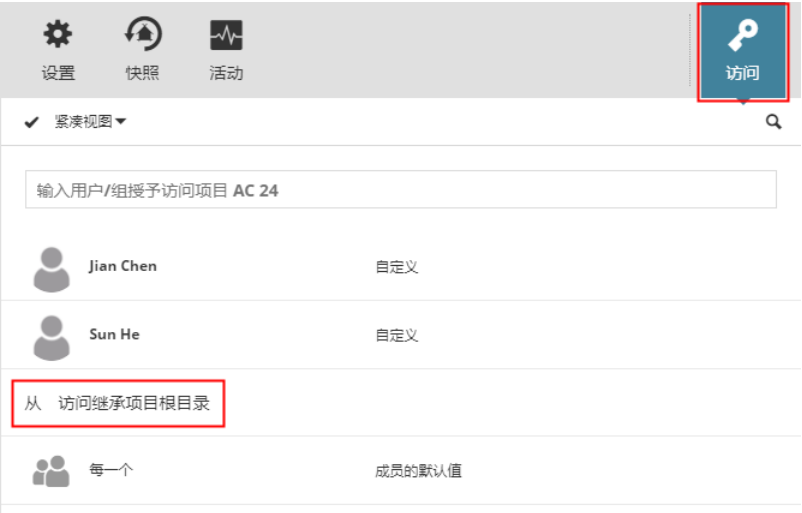 设置 快照 活动 访问
紧凑视图
输入用户/组授予访问项目 AC 24
Jian Chen 自定义
Sun He 自定义
从 访问继承项目根目录
每一个 成员的默认值